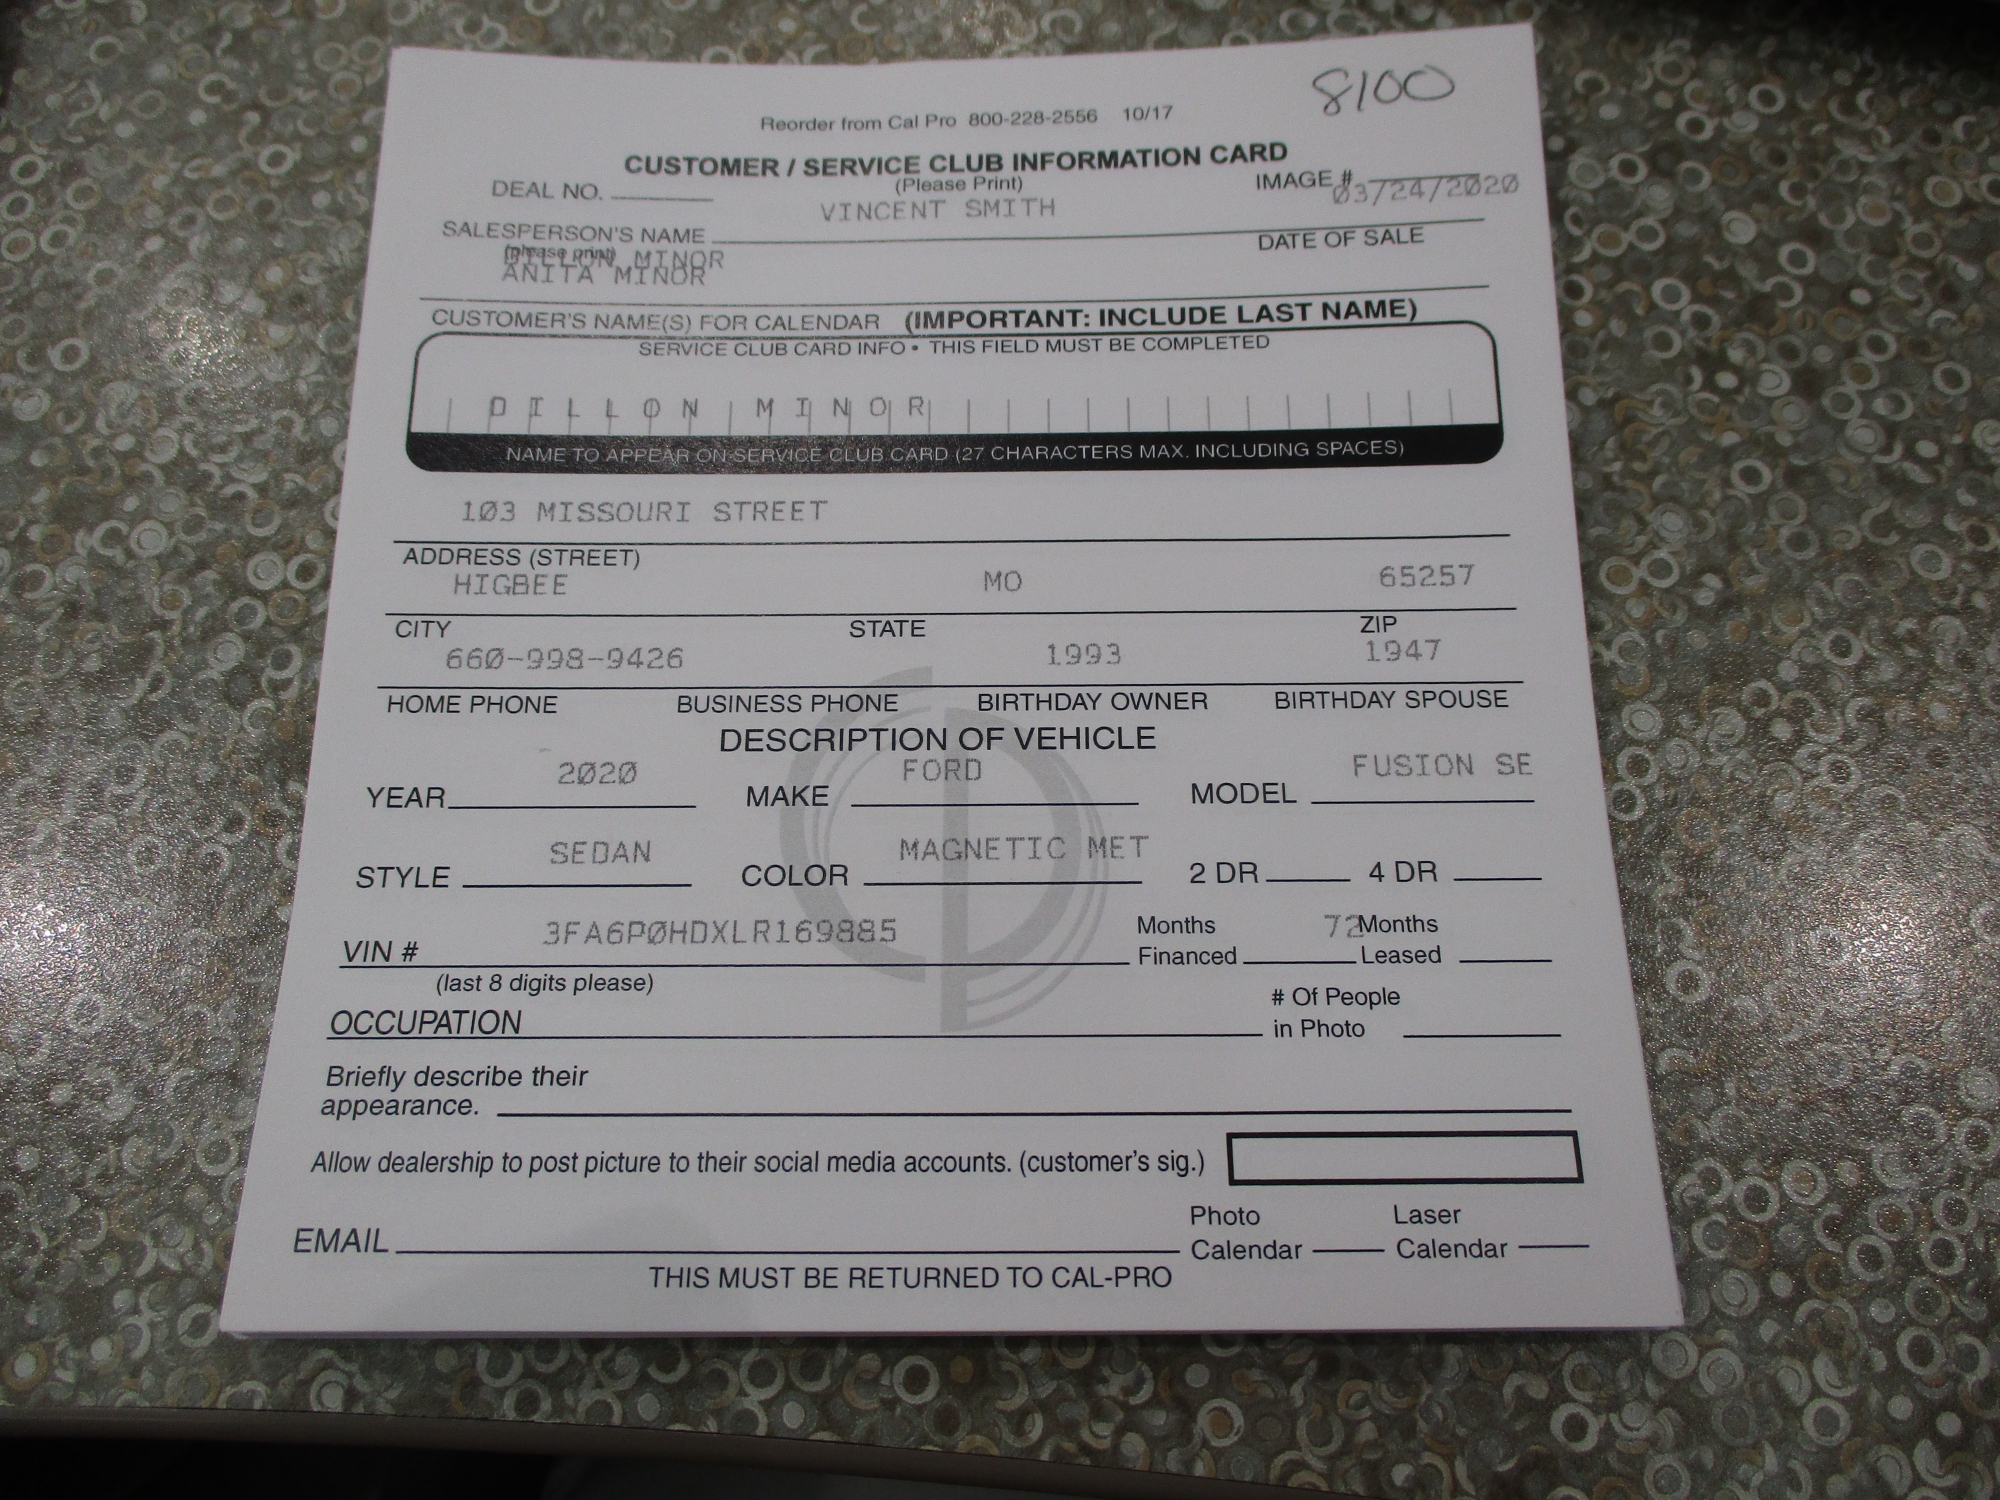 8100
Reorder from Cal Pro 800-228-2556 10/17
CUSTOMER / SERVICE CLUB INFORMATION CARD
DEAL NO. (Please Print) IMAGE #
VINCENT SMITH 03/24/2020
SALESPERSON'S NAME DATE OF SALE
(please print)
DILLON MINOR
ANITA MINOR
CUSTOMER'S NAME(S) FOR CALENDAR (IMPORTANT: INCLUDE LAST NAME)
SERVICE CLUB CARD INFO • THIS FIELD MUST BE COMPLETED
DILLON MINOR
NAME TO APPEAR ON SERVICE CLUB CARD (27 CHARACTERS MAX. INCLUDING SPACES)
103 MISSOURI STREET
ADDRESS (STREET)
HIGBEE MO 65257
CITY STATE ZIP
660-998-9426 1993 1947
HOME PHONE BUSINESS PHONE BIRTHDAY OWNER BIRTHDAY SPOUSE
DESCRIPTION OF VEHICLE
2020 FORD FUSION SE
YEAR MAKE MODEL
SEDAN MAGNETIC MET
STYLE COLOR 2 DR 4 DR
3FA6P0HDXLR169885 Months 72 Months
VIN # Financed Leased
(last 8 digits please) # Of People
OCCUPATION in Photo
Briefly describe their
appearance.
Allow dealership to post picture to their social media accounts. (customer's sig.)
Photo Laser
EMAIL Calendar Calendar
THIS MUST BE RETURNED TO CAL-PRO